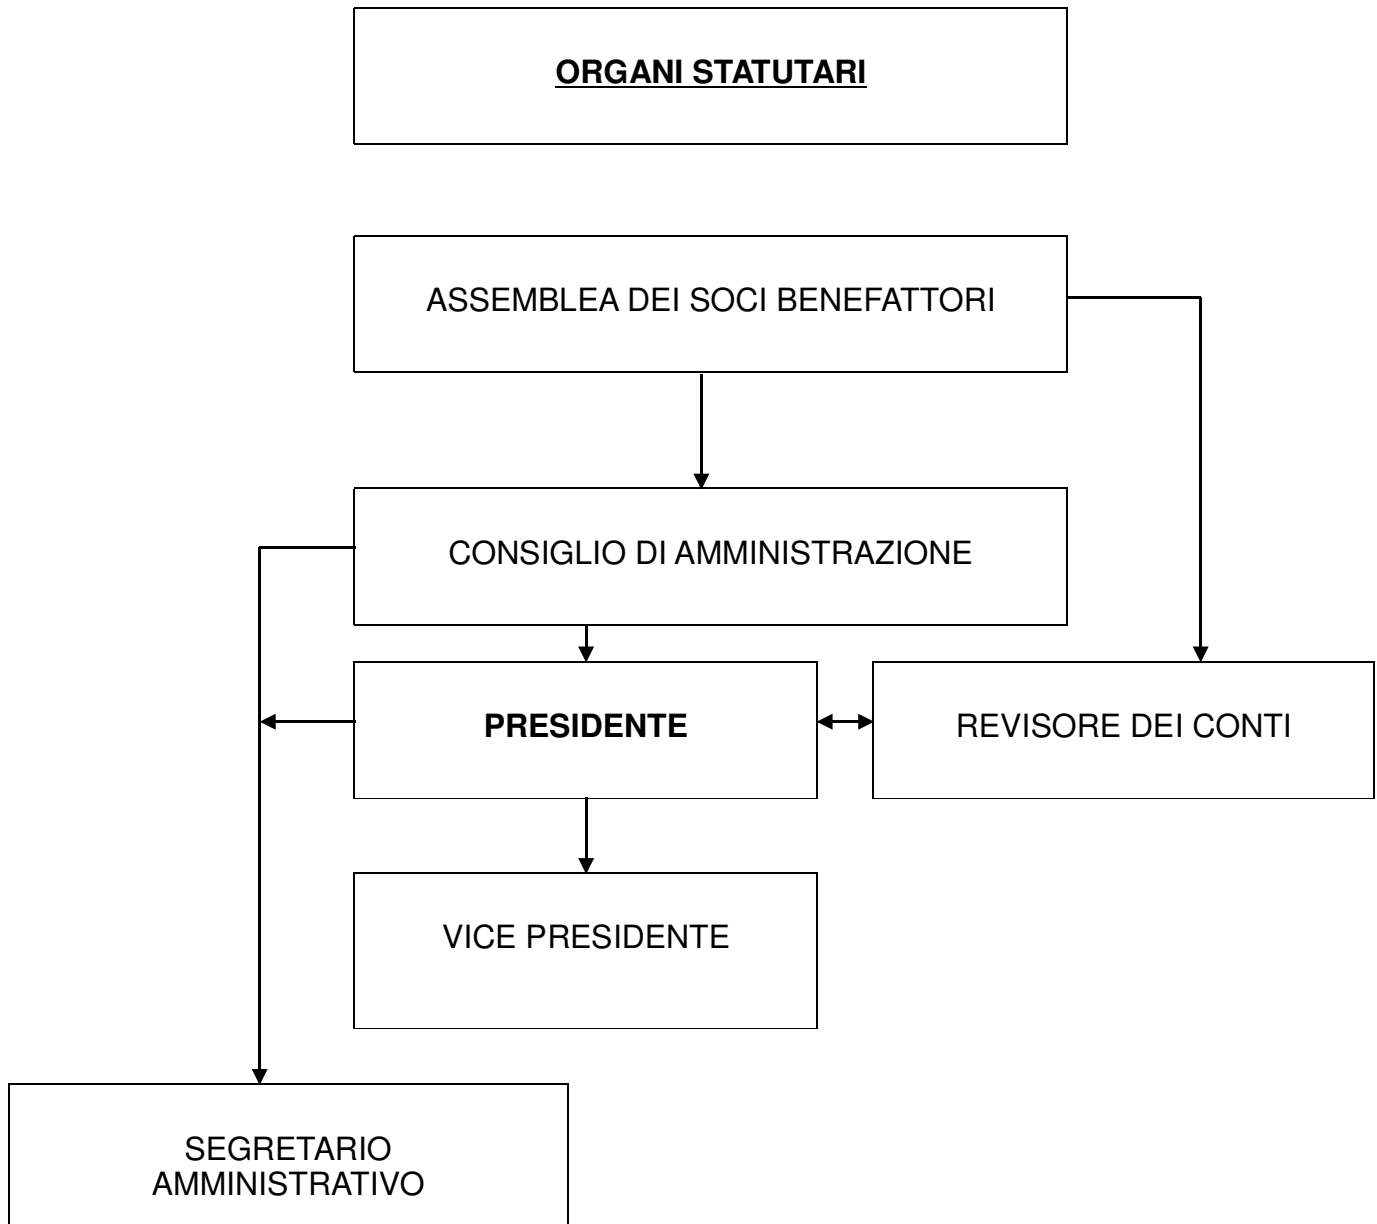 ORGANI STATUTARI
ASSEMBLEA DEI SOCI BENEFATTORI
CONSIGLIO DI AMMINISTRAZIONE
PRESIDENTE
REVISORE DEI CONTI
VICE PRESIDENTE
SEGRETARIO
AMMINISTRATIVO